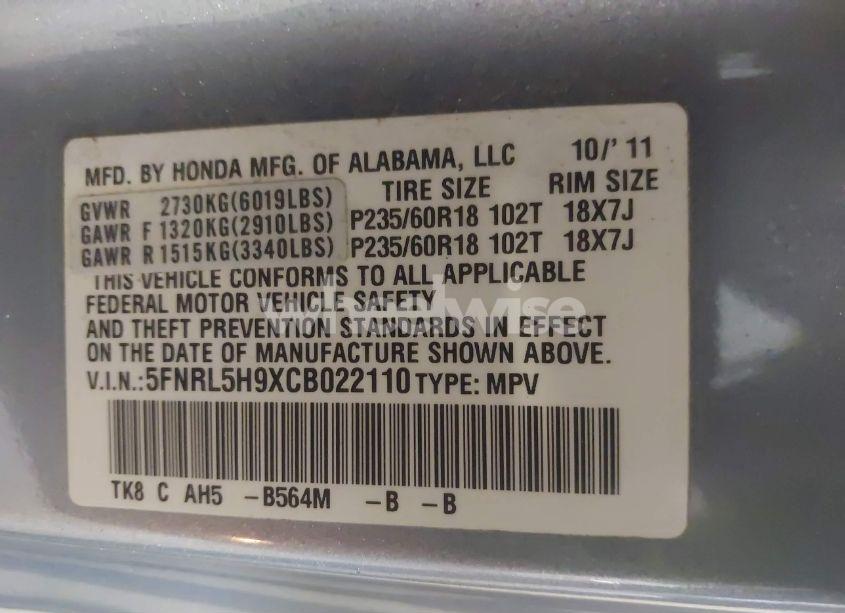 MFD. BY HONDA MFG. OF ALABAMA, LLC 10/'11
GVWR 2730KG(6019LBS) TIRE SIZE RIM SIZE
GAWR F 1320KG(2910LBS) P235/60R18 102T 18X7J
GAWR R 1515KG(3340LBS) P235/60R18 102T 18X7J
THIS VEHICLE CONFORMS TO ALL APPLICABLE
FEDERAL MOTOR VEHICLE SAFETY
AND THEFT PREVENTION STANDARDS IN EFFECT
ON THE DATE OF MANUFACTURE SHOWN ABOVE.
V.I.N.:5FNRL5H9XCB022110 TYPE: MPV
TK8 C AH5 -B564M -B -B
wheelwise